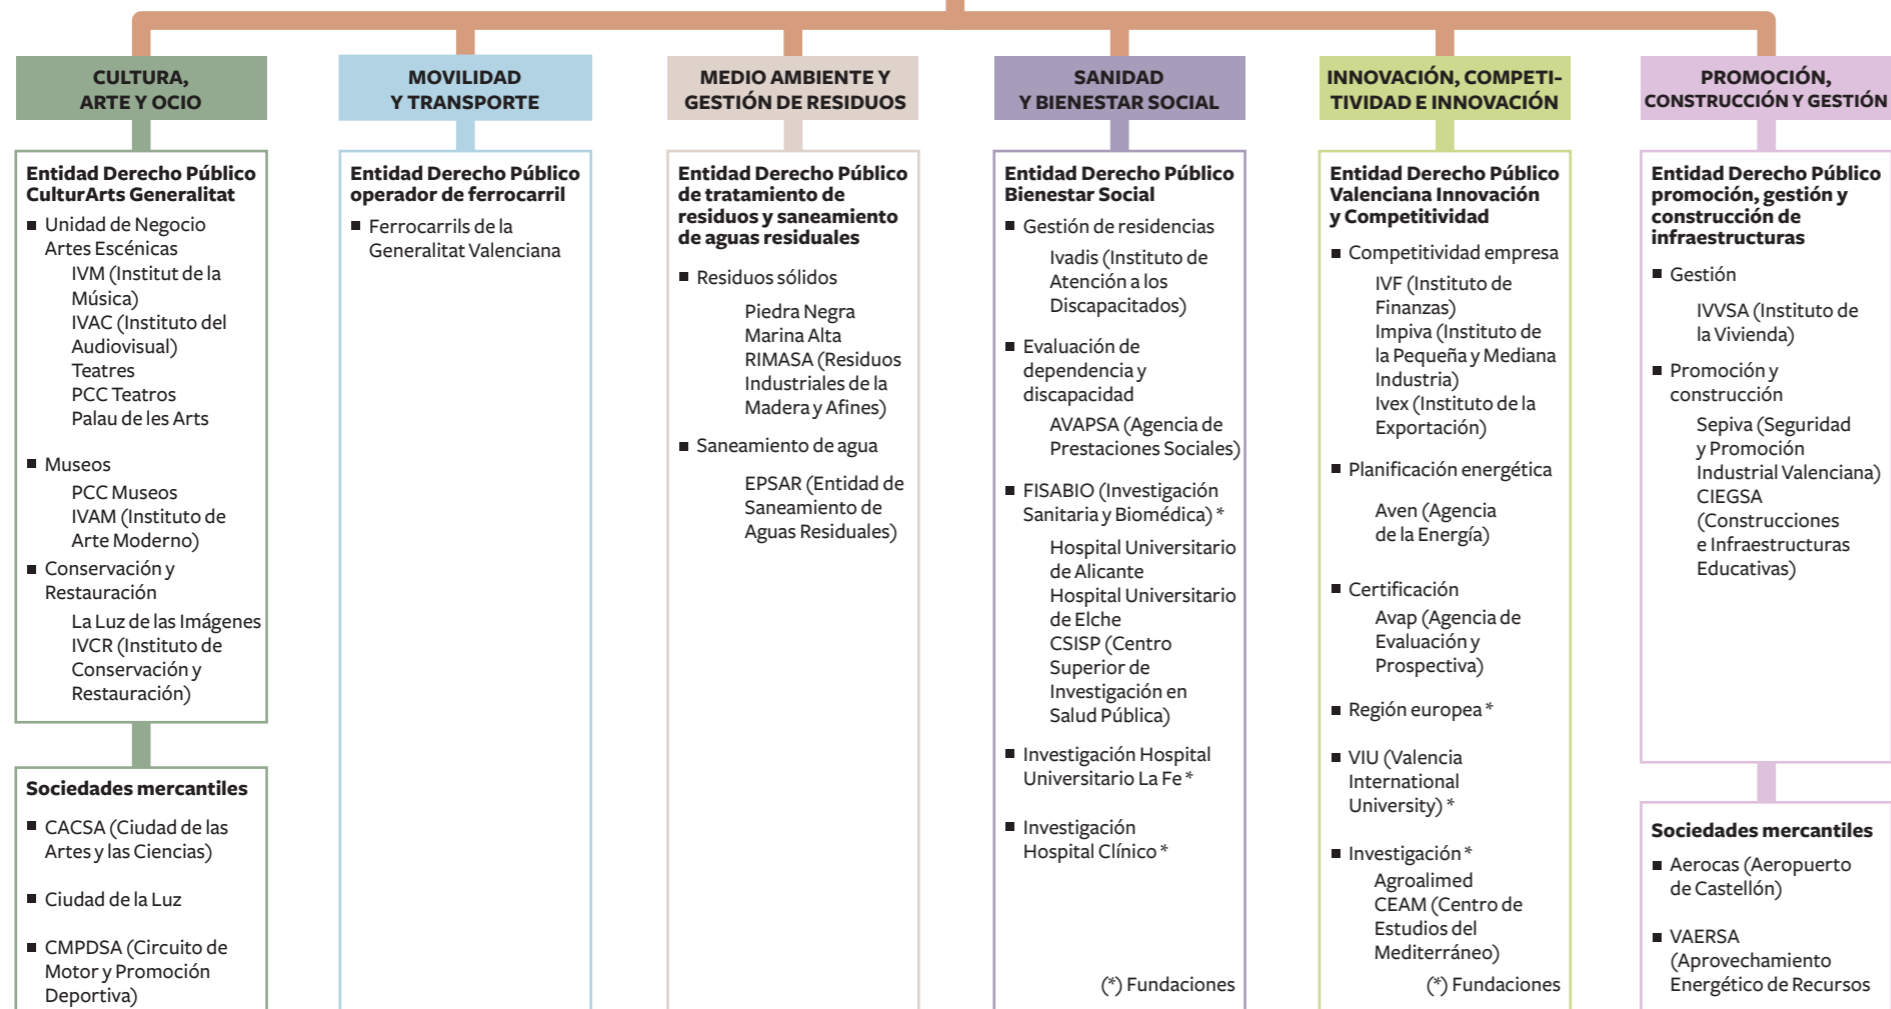 CULTURA,
ARTE Y OCIO
Entidad Derecho Público
CulturArts Generalitat
■ Unidad de Negocio
Artes Escénicas
IVM (Institut de la
Música)
IVAC (Instituto del
Audiovisual)
Teatres
PCC Teatros
Palau de les Arts
■ Museos
PCC Museos
IVAM (Instituto de
Arte Moderno)
■ Conservación y
Restauración
La Luz de las Imágenes
IVCR (Instituto de
Conservación y
Restauración)
Sociedades mercantiles
■ CACSA (Ciudad de las
Artes y las Ciencias)
■ Ciudad de la Luz
■ CMPDSA (Circuito de
Motor y Promoción
Deportiva)
MOVILIDAD
Y TRANSPORTE
Entidad Derecho Público
operador de ferrocarril
■ Ferrocarrils de la
Generalitat Valenciana
MEDIO AMBIENTE Y
GESTIÓN DE RESIDUOS
Entidad Derecho Público
de tratamiento de
residuos y saneamiento
de aguas residuales
■ Residuos sólidos
Piedra Negra
Marina Alta
RIMASA (Residuos
Industriales de la
Madera y Afines)
■ Saneamiento de agua
EPSAR (Entidad de
Saneamiento de
Aguas Residuales)
SANIDAD
Y BIENESTAR SOCIAL
Entidad Derecho Público
Bienestar Social
■ Gestión de residencias
Ivadis (Instituto de
Atención a los
Discapacitados)
■ Evaluación de
dependencia y
discapacidad
AVAPSA (Agencia de
Prestaciones Sociales)
■ FISABIO (Investigación
Sanitaria y Biomédica) *
Hospital Universitario
de Alicante
Hospital Universitario
de Elche
CSISP (Centro
Superior de
Investigación en
Salud Pública)
■ Investigación Hospital
Universitario La Fe *
■ Investigación
Hospital Clínico *
(*) Fundaciones
INNOVACIÓN, COMPETI-
TIVIDAD E INNOVACIÓN
Entidad Derecho Público
Valenciana Innovación
y Competitividad
■ Competitividad empresa
IVF (Instituto de
Finanzas)
Impiva (Instituto de
la Pequeña y Mediana
Industria)
Ivex (Instituto de la
Exportación)
■ Planificación energética
Aven (Agencia
de la Energía)
■ Certificación
Avap (Agencia de
Evaluación y
Prospectiva)
■ Región europea *
■ VIU (Valencia
International
University) *
■ Investigación *
Agroalimed
CEAM (Centro de
Estudios del
Mediterráneo)
(*) Fundaciones
PROMOCIÓN,
CONSTRUCCIÓN Y GESTIÓN
Entidad Derecho Público
promoción, gestión y
construcción de
infraestructuras
■ Gestión
IVVSA (Instituto de
la Vivienda)
■ Promoción y
construcción
Sepiva (Seguridad
y Promoción
Industrial Valenciana)
CIEGSA
(Construcciones
e Infraestructuras
Educativas)
Sociedades mercantiles
■ Aerocas (Aeropuerto
de Castellón)
■ VAERSA
(Aprovechamiento
Energético de Recursos